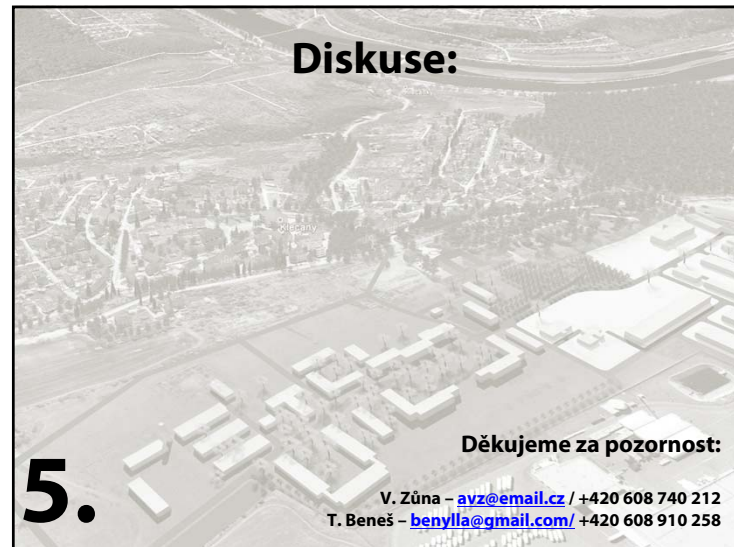 Diskuse:
Klecany
Děkujeme za pozornost:
V. Zůna – avz@email.cz / +420 608 740 212
T. Beneš – benylla@gmail.com/ +420 608 910 258
5.